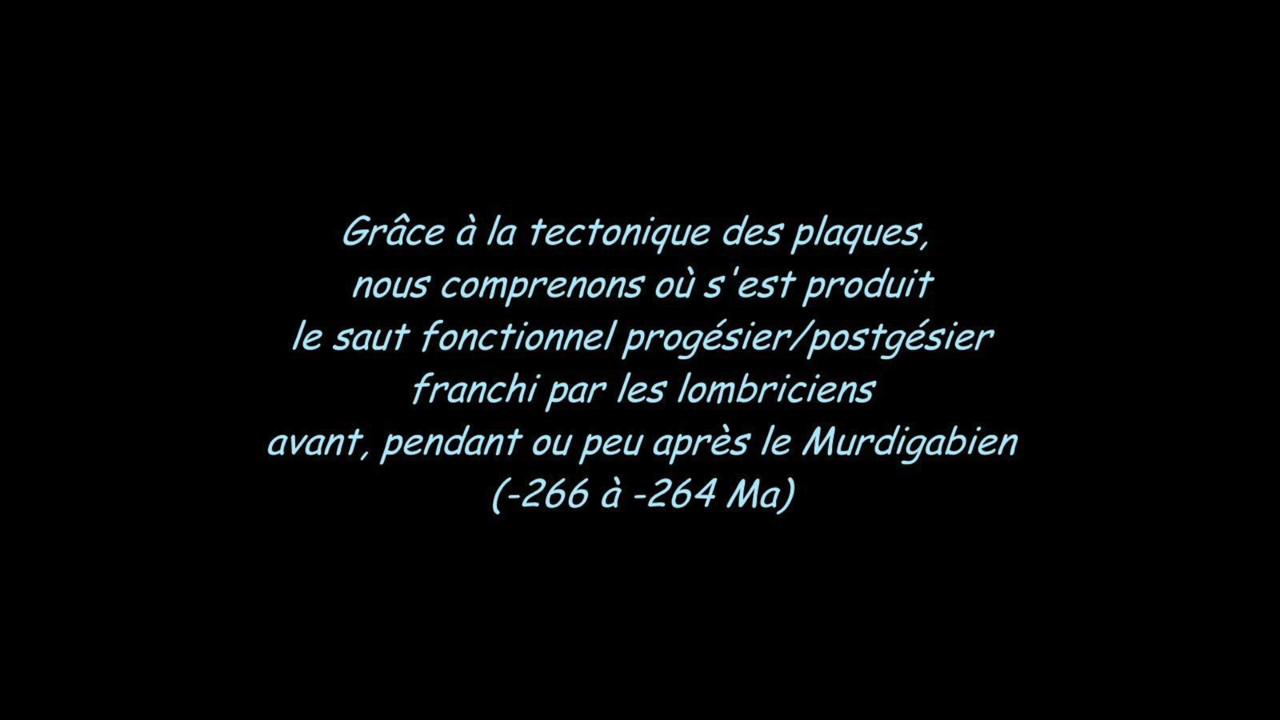 Grâce à la tectonique des plaques,
nous comprenons où s'est produit
le saut fonctionnel progésier/postgésier
franchi par les lombriciens
avant, pendant ou peu après le Murdigabien
(-266 à -264 Ma)